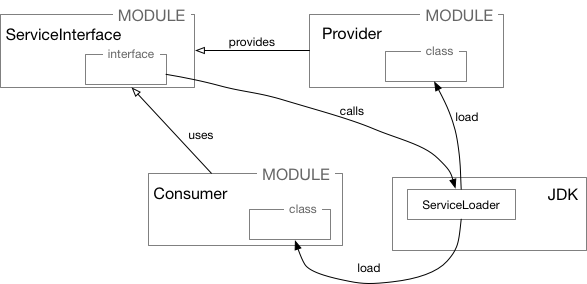 MODULE
ServiceInterface
interface
provides
MODULE
Provider
class
calls
load
uses
MODULE
Consumer
class
JDK
ServiceLoader
load